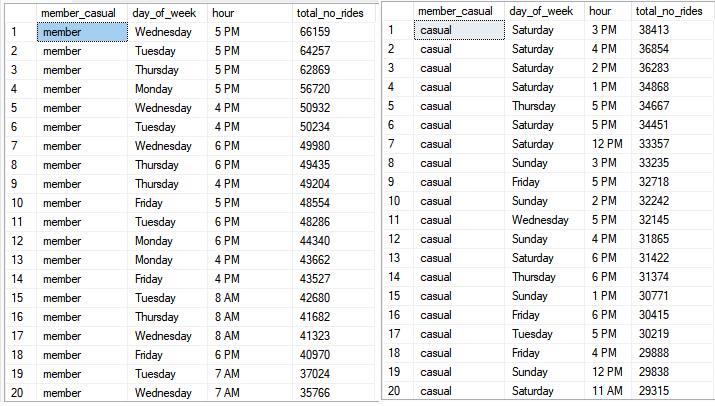 member_casual day_of_week hour total_no_rides
1 member Wednesday 5 PM 66159
2 member Tuesday 5 PM 64257
3 member Thursday 5 PM 62869
4 member Monday 5 PM 56720
5 member Wednesday 4 PM 50932
6 member Tuesday 4 PM 50234
7 member Wednesday 6 PM 49980
8 member Thursday 6 PM 49435
9 member Thursday 4 PM 49204
10 member Friday 5 PM 48554
11 member Tuesday 6 PM 48286
12 member Monday 6 PM 44340
13 member Monday 4 PM 43662
14 member Friday 4 PM 43527
15 member Tuesday 8 AM 42680
16 member Thursday 8 AM 41682
17 member Wednesday 8 AM 41323
18 member Friday 6 PM 40970
19 member Tuesday 7 AM 37024
20 member Wednesday 7 AM 35766
member_casual day_of_week hour total_no_rides
1 casual Saturday 3 PM 38413
2 casual Saturday 4 PM 36854
3 casual Saturday 2 PM 36283
4 casual Saturday 1 PM 34868
5 casual Thursday 5 PM 34667
6 casual Saturday 5 PM 34451
7 casual Saturday 12 PM 33357
8 casual Sunday 3 PM 33235
9 casual Friday 5 PM 32718
10 casual Sunday 2 PM 32242
11 casual Wednesday 5 PM 32145
12 casual Sunday 4 PM 31865
13 casual Saturday 6 PM 31422
14 casual Thursday 6 PM 31374
15 casual Sunday 1 PM 30771
16 casual Friday 6 PM 30415
17 casual Tuesday 5 PM 30219
18 casual Friday 4 PM 29888
19 casual Sunday 12 PM 29838
20 casual Saturday 11 AM 29315